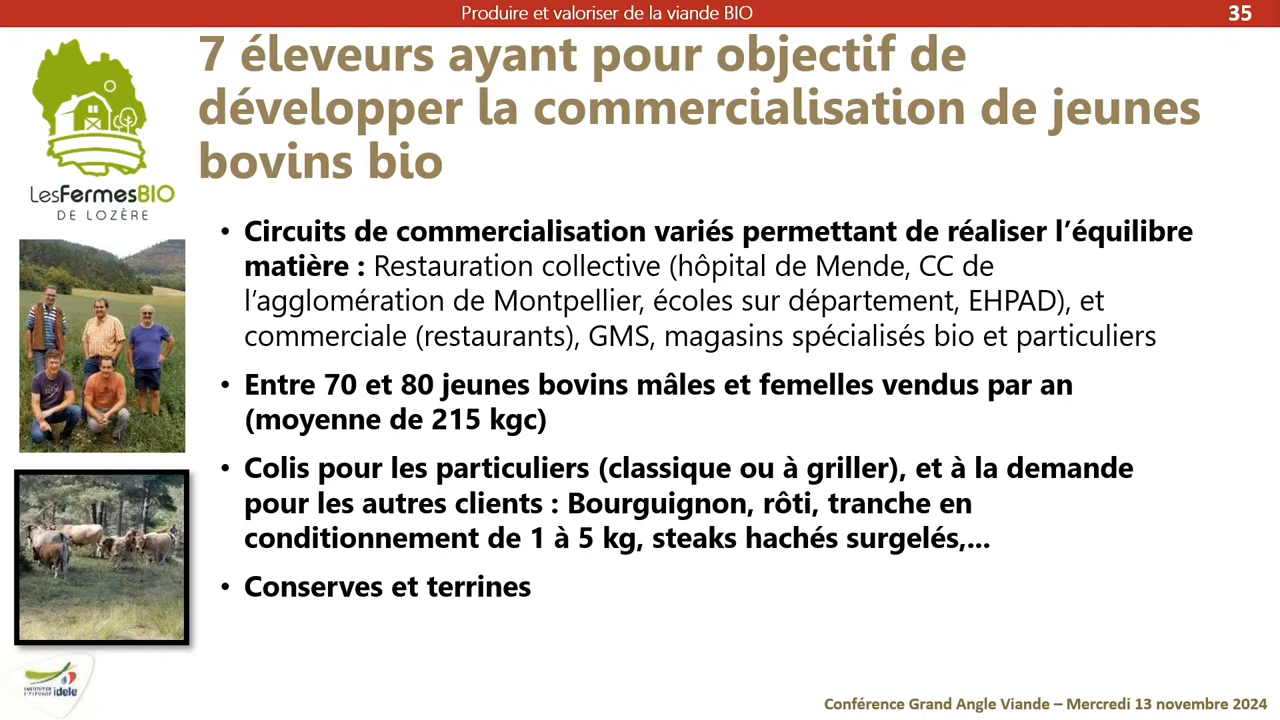 Produire et valoriser de la viande BIO
35
7 éleveurs ayant pour objectif de
développer la commercialisation de jeunes
bovins bio
LesFermesBIO
DE LOZÈRE
• Circuits de commercialisation variés permettant de réaliser l’équilibre
matière : Restauration collective (hôpital de Mende, CC de
l’agglomération de Montpellier, écoles sur département, EHPAD), et
commerciale (restaurants), GMS, magasins spécialisés bio et particuliers
• Entre 70 et 80 jeunes bovins mâles et femelles vendus par an
(moyenne de 215 kgc)
• Colis pour les particuliers (classique ou à griller), et à la demande
pour les autres clients : Bourguignon, rôti, tranche en
conditionnement de 1 à 5 kg, steaks hachés surgelés,...
• Conserves et terrines
INSTITUT DE
L'ÉLEVAGE idele
Conférence Grand Angle Viande – Mercredi 13 novembre 2024